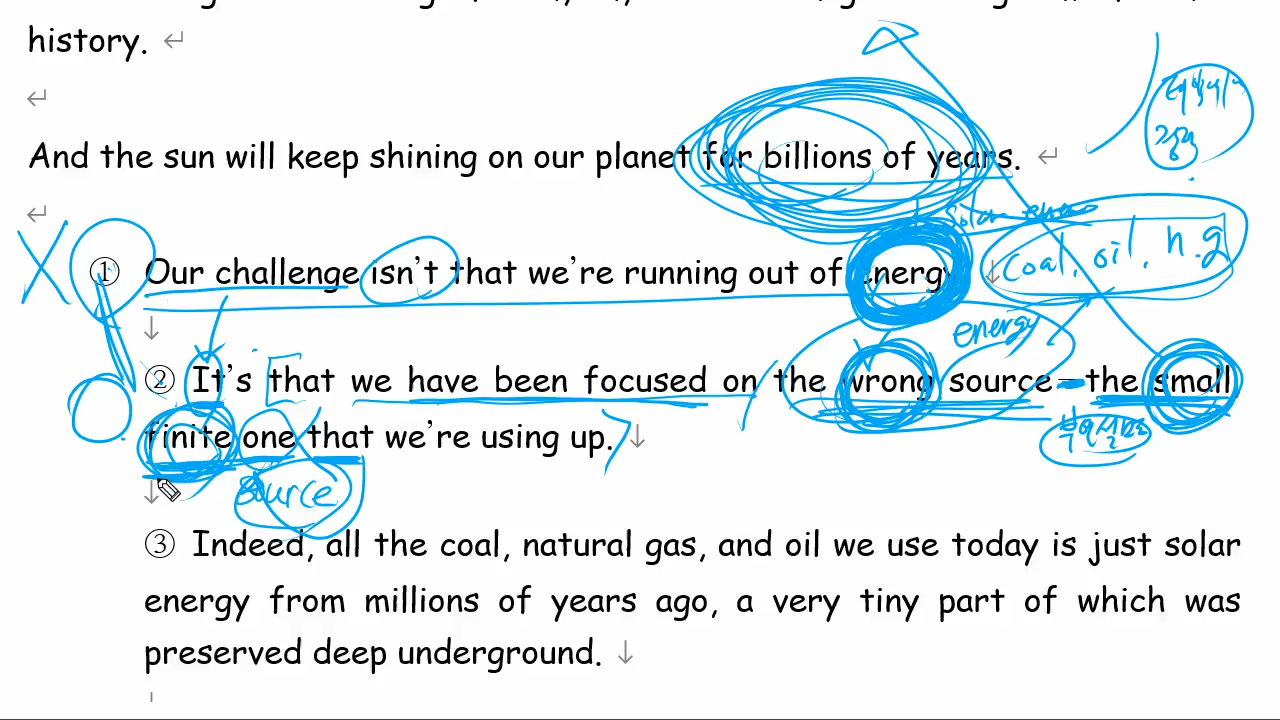 history. ↵
↵
And the sun will keep shining on our planet for billions of years. ↵
↵
Solar
① Our challenge isn't that we're running out of energy. ↓
coal, oil, n.g
energy
② It's that we have been focused on the wrong source—the small,
finite one that we're using up. ↓
source
↓
③ Indeed, all the coal, natural gas, and oil we use today is just solar
energy from millions of years ago, a very tiny part of which was
preserved deep underground. ↓